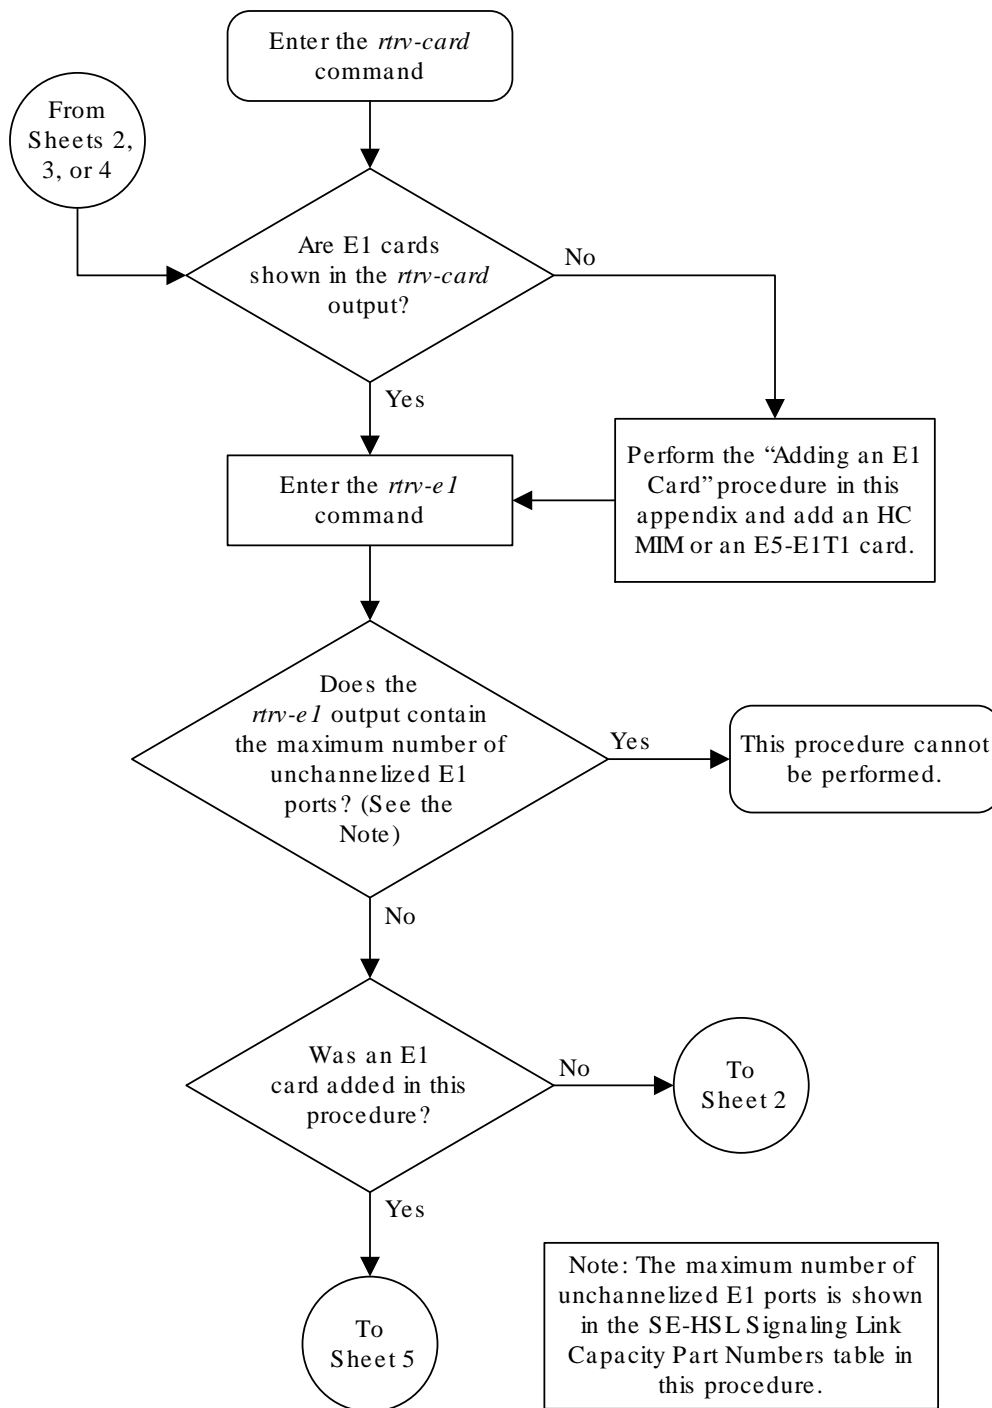 Enter the rtrv-card
command
From
Sheets 2,
3, or 4
Are E1 cards
shown in the rtrv-card
output?
No
Yes
Perform the “Adding an E1
Card” procedure in this
appendix and add an HC
MIM or an E5-E1T1 card.
Enter the rtrv-e1
command
Does the
rtrv-e1 output contain
the maximum number of
unchannelized E1
ports? (See the
Note)
Yes
This procedure cannot
be performed.
No
Was an E1
card added in this
procedure?
No
To
Sheet 2
Yes
To
Sheet 5
Note: The maximum number of
unchannelized E1 ports is shown
in the SE-HSL Signaling Link
Capacity Part Numbers table in
this procedure.